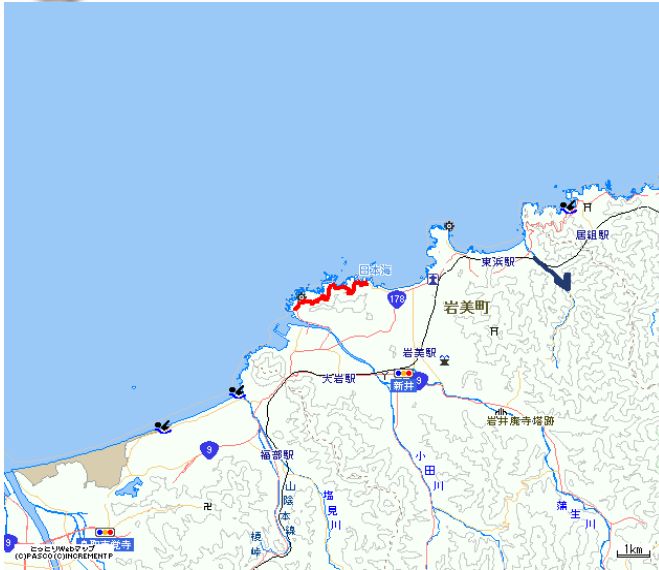 居組駅
東浜駅
日本海
178
岩美町
岩美駅
大岩駅
新井
9
岩井廃寺塔跡
9
福部駅
小田川
山陰本線
塩見川
蒲生川
9
とっとりWebマップ
(C)PASCO (C)INCREMENT P
1km